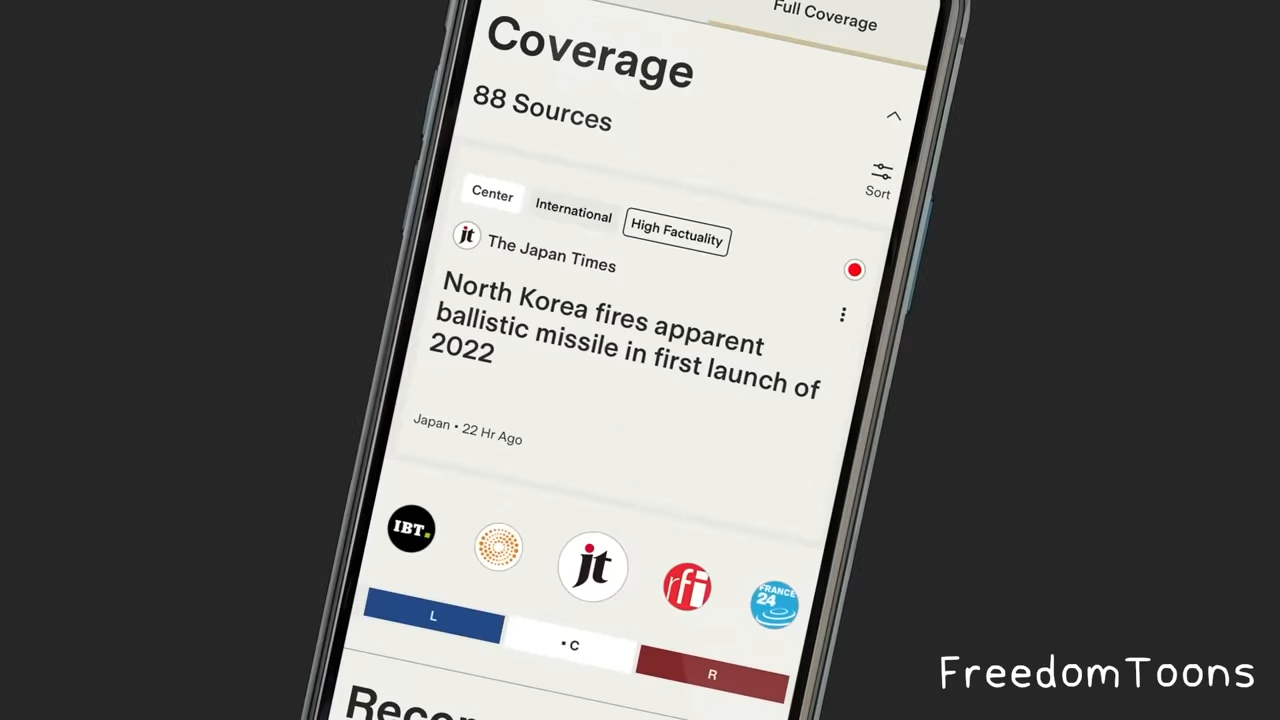 Full Coverage
Coverage
88 Sources
Sort
Center International High Factuality
jt The Japan Times
North Korea fires apparent
ballistic missile in first launch of
2022
Japan • 22 Hr Ago
IBT.
jt
rfi
FRANCE
24
L
C
R
FreedomToons